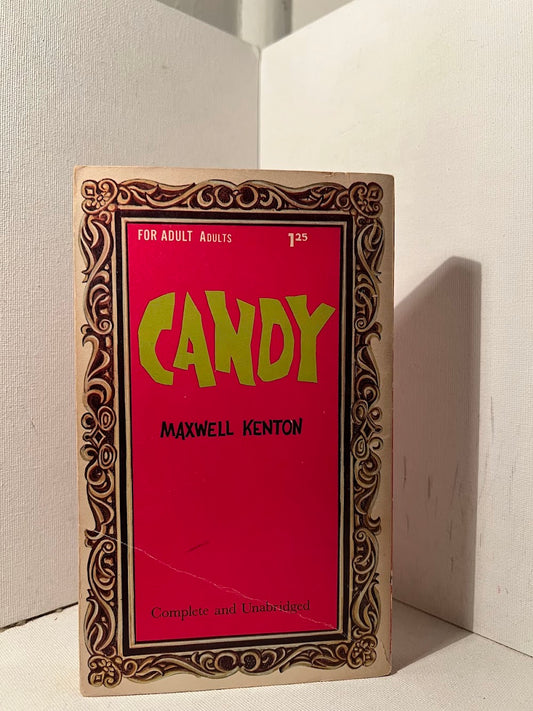 FOR ADULT ADULTS 1.25
CANDY
MAXWELL KENTON
Complete and Unabridged